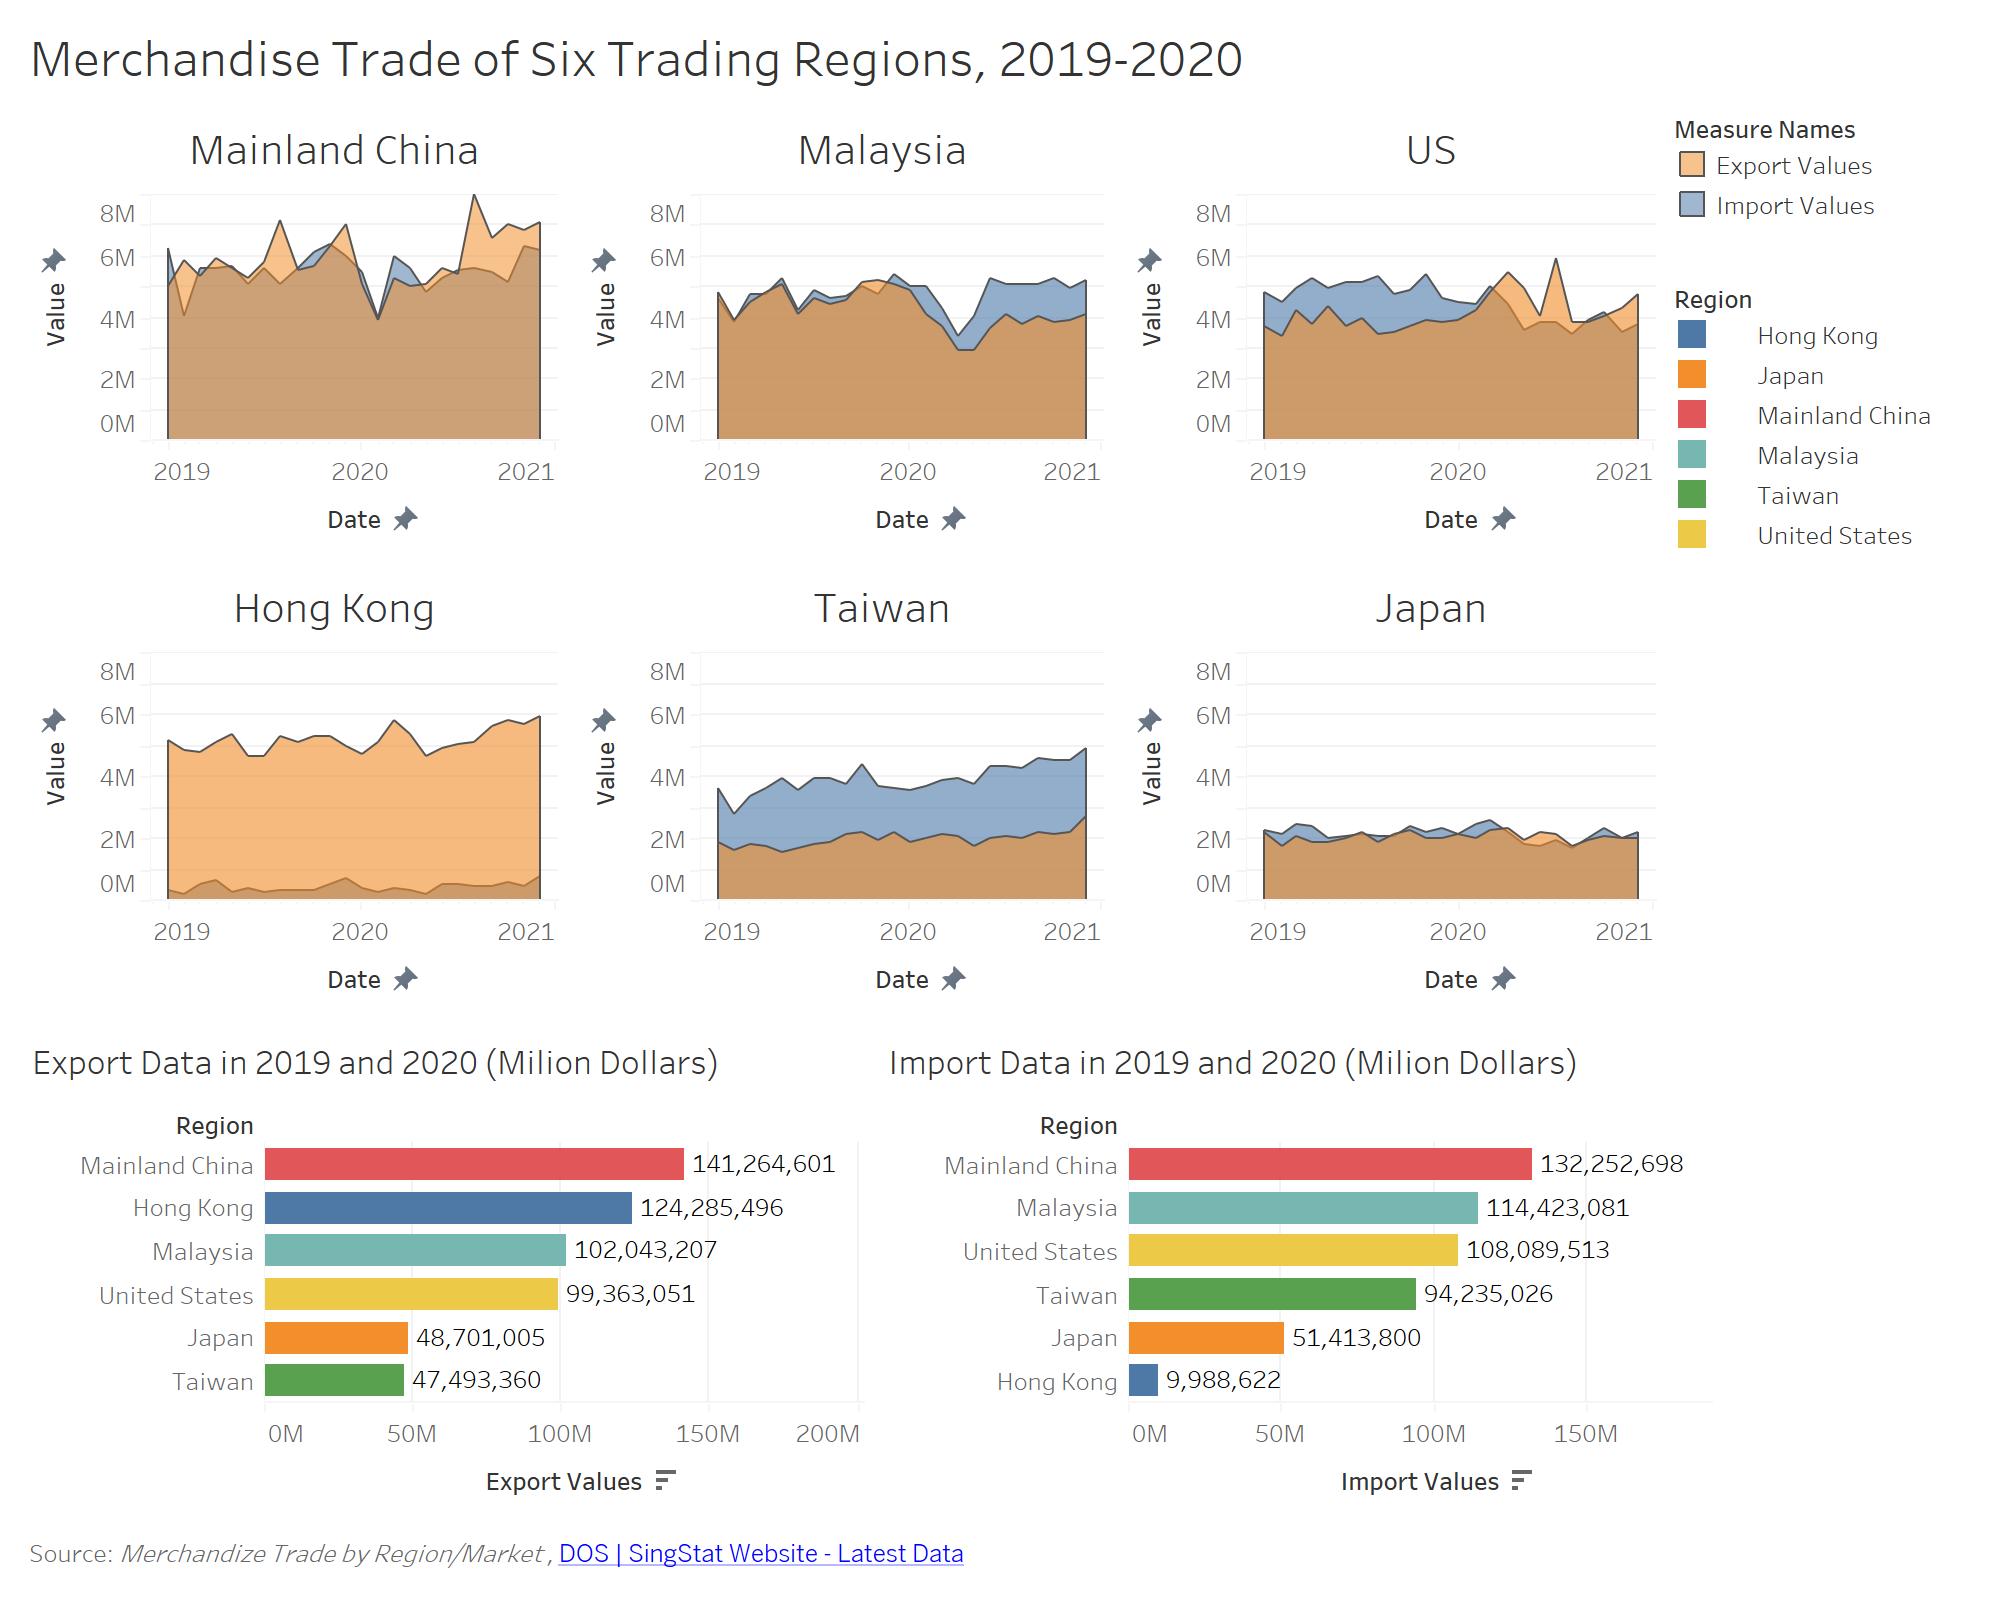 Merchandise Trade of Six Trading Regions, 2019-2020
Mainland China
8M
6M
4M
2M
0M
Value
2019 2020 2021
Date
Malaysia
8M
6M
4M
2M
0M
Value
2019 2020 2021
Date
US
8M
6M
4M
2M
0M
Value
2019 2020 2021
Date
Measure Names
Export Values
Import Values
Region
Hong Kong
Japan
Mainland China
Malaysia
Taiwan
United States
Hong Kong
8M
6M
4M
2M
0M
Value
2019 2020 2021
Date
Taiwan
8M
6M
4M
2M
0M
Value
2019 2020 2021
Date
Japan
8M
6M
4M
2M
0M
Value
2019 2020 2021
Date
Export Data in 2019 and 2020 (Milion Dollars)
Region
Mainland China 141,264,601
Hong Kong 124,285,496
Malaysia 102,043,207
United States 99,363,051
Japan 48,701,005
Taiwan 47,493,360
0M 50M 100M 150M 200M
Export Values
Import Data in 2019 and 2020 (Milion Dollars)
Region
Mainland China 132,252,698
Malaysia 114,423,081
United States 108,089,513
Taiwan 94,235,026
Japan 51,413,800
Hong Kong 9,988,622
0M 50M 100M 150M
Import Values
Source: Merchandize Trade by Region/Market , DOS | SingStat Website - Latest Data